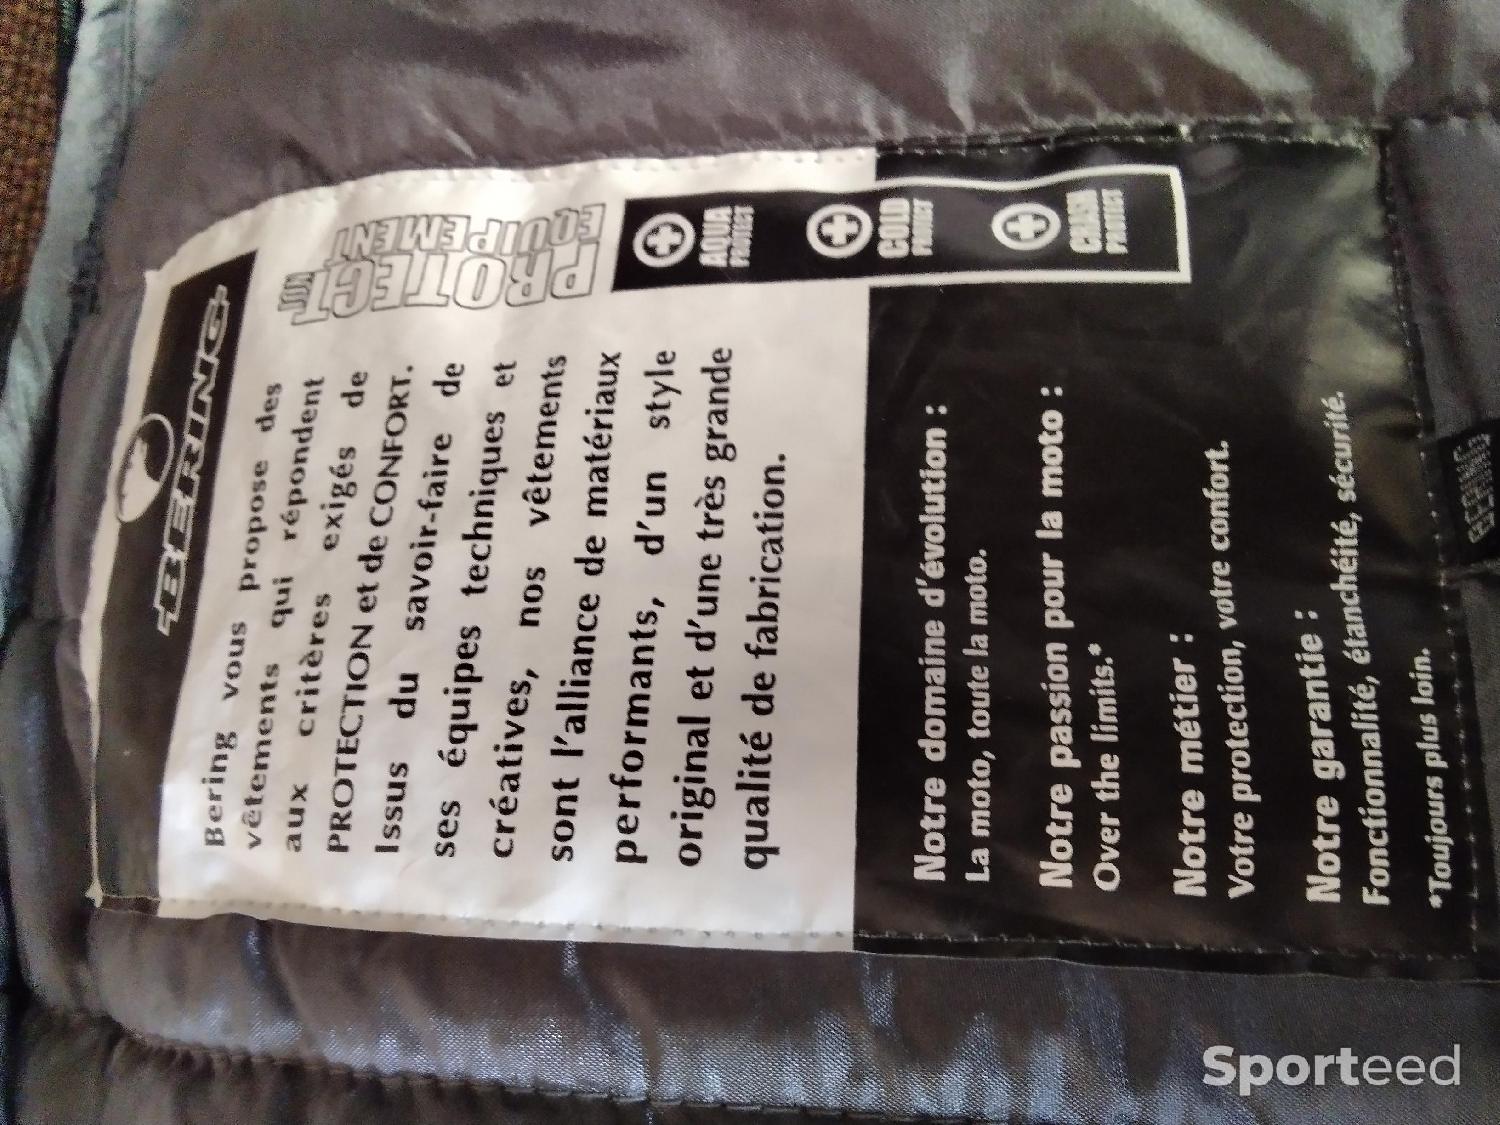 BERING
Bering vous propose des
vêtements qui répondent
aux critères exigés de
PROTECTION et de CONFORT.
Issus du savoir-faire de
ses équipes techniques et
créatives, nos vêtements
sont l'alliance de matériaux
performants, d'un style
original et d'une très grande
qualité de fabrication.
PROTECT
EQUIPEMENT
AQUA
PROTECT
COLD
PROTECT
CRASH
PROTECT
Notre domaine d'évolution :
La moto, toute la moto.
Notre passion pour la moto :
Over the limits.*
Notre métier :
Votre protection, votre confort.
Notre garantie :
Fonctionnalité, étanchéité, sécurité.
*Toujours plus loin.
Sporteed